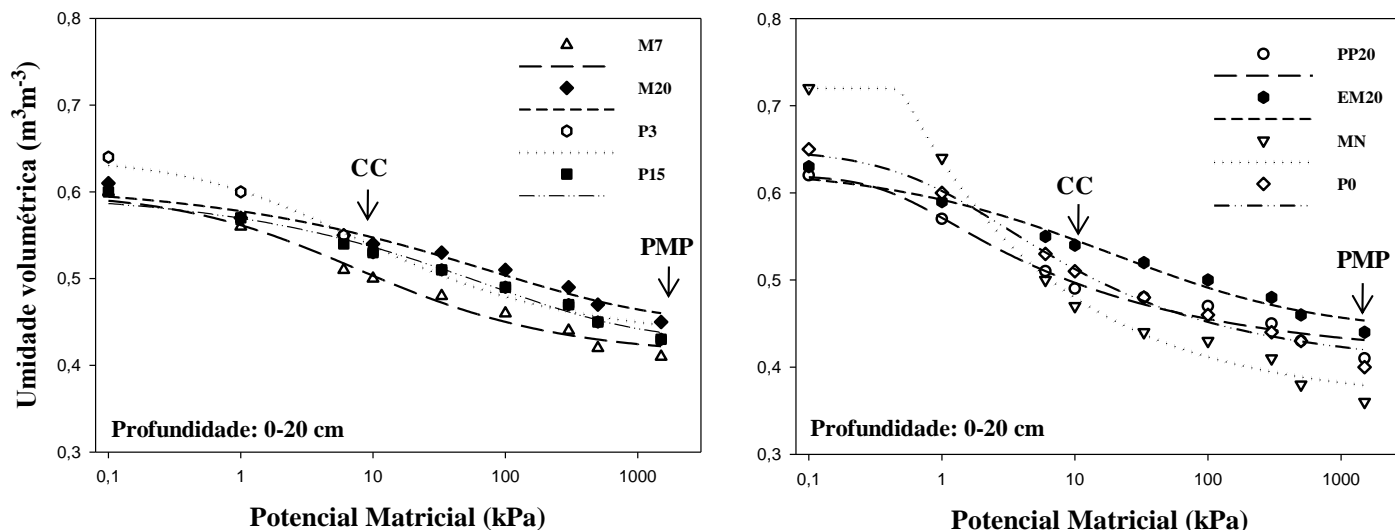 Umidade volumétrica (m³m⁻³)
0,8
0,7
0,6
0,5
0,4
0,3
M7
M20
P3
P15
CC
PMP
Profundidade: 0-20 cm
0,1 1 10 100 1000
Potencial Matricial (kPa)
0,8
0,7
0,6
0,5
0,4
0,3
PP20
EM20
MN
P0
CC
PMP
Profundidade: 0-20 cm
0,1 1 10 100 1000
Potencial Matricial (kPa)